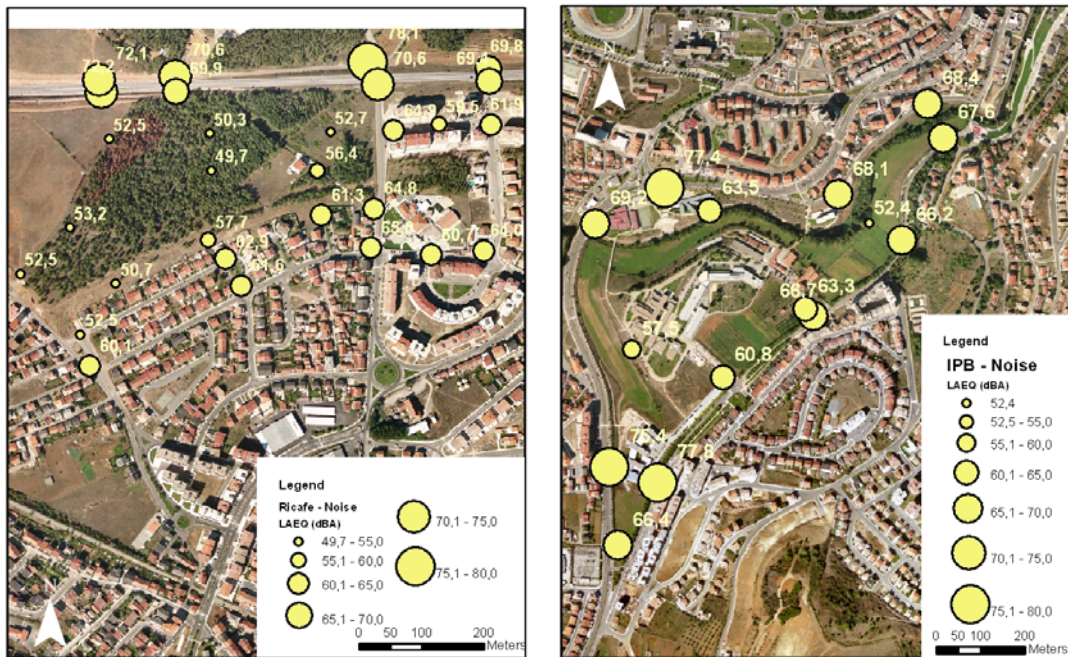 78,1
72,1
70,6
69,8
73,2
69,9
70,6
69,4
64,9
59,5
61,9
52,5
50,3
52,7
49,7
56,4
53,2
61,3
64,8
57,7
62,9
60,7
64,0
52,5
50,7
61,6
52,5
60,1
Legend
Ricafe - Noise
LAEQ (dBA)
49,7 - 55,0
55,1 - 60,0
60,1 - 65,0
65,1 - 70,0
70,1 - 75,0
75,1 - 80,0
0 50 100 200
Meters
N
68,4
67,6
77,4
68,1
69,2
63,5
52,4
66,2
66,7
63,3
57,5
60,8
77,8
66,4
Legend
IPB - Noise
LAEQ (dBA)
52,4
52,5 - 55,0
55,1 - 60,0
60,1 - 65,0
65,1 - 70,0
70,1 - 75,0
75,1 - 80,0
0 50 100 200
Meters